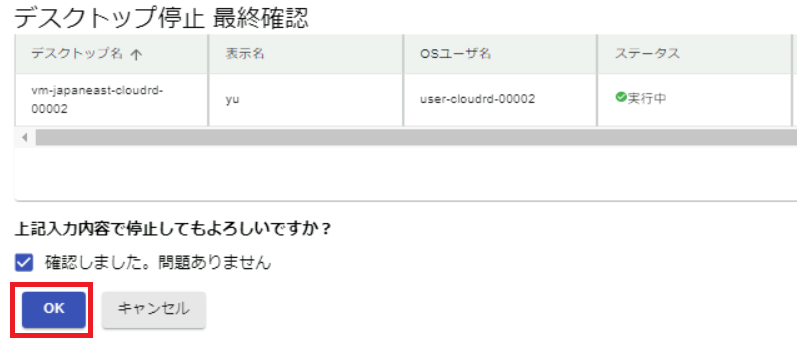 デスクトップ停止 最終確認
デスクトップ名 ↑ 表示名 OSユーザ名 ステータス
vm-japaneast-cloudrd-
00002 yu user-cloudrd-00002 実行中
上記入力内容で停止してもよろしいですか？
確認しました。問題ありません
OK キャンセル